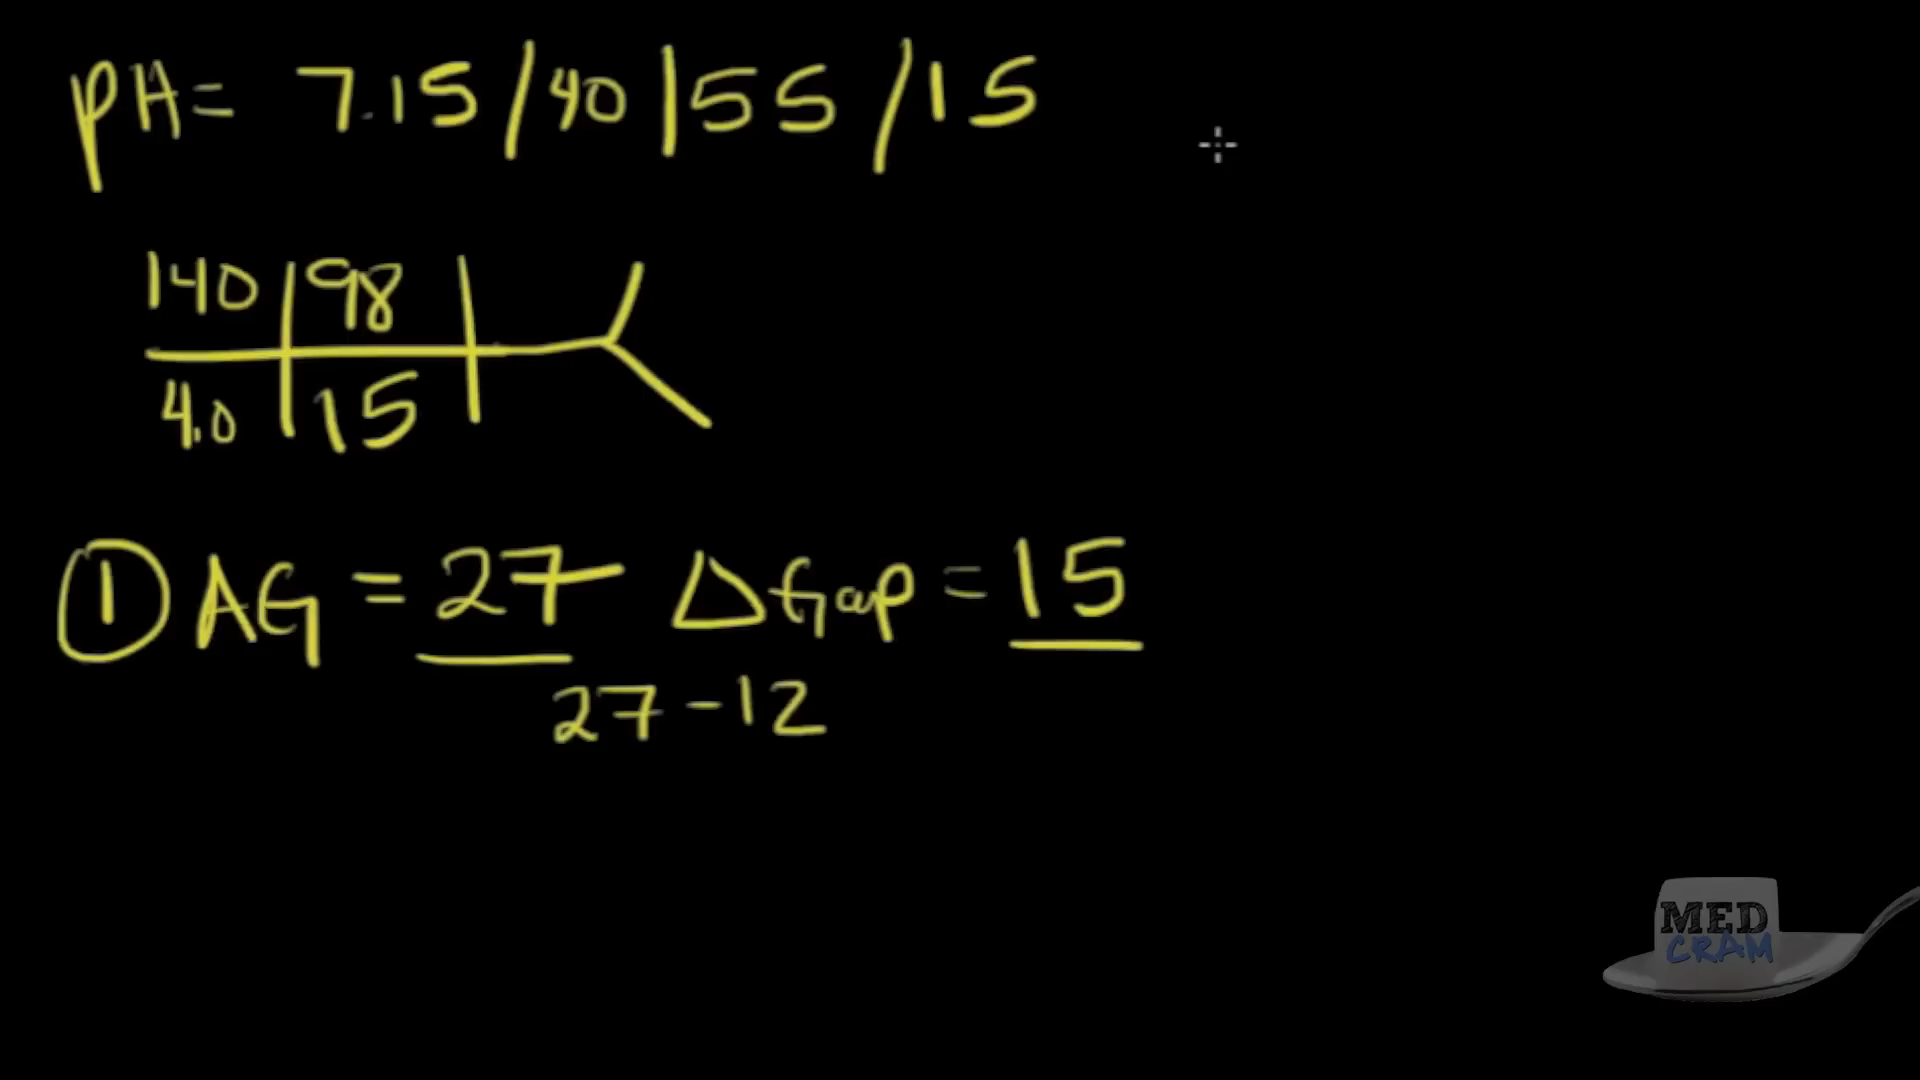 pH = 7.15/40/55/15
140 98
4.0 15
① AG = 27 ΔGap = 15
27-12
MED
CRAM